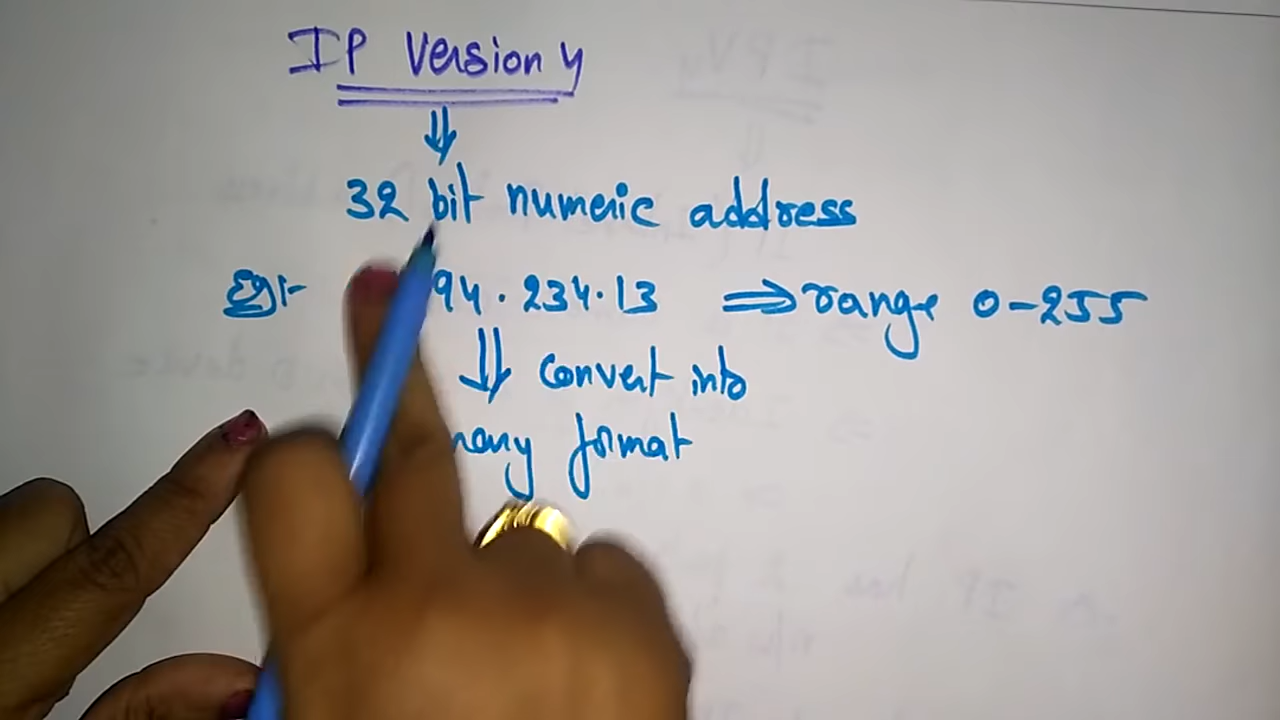 IP Version 4
32 bit numeric address
Eg:- 94.234.13 ⇒ range 0-255
convert into
format